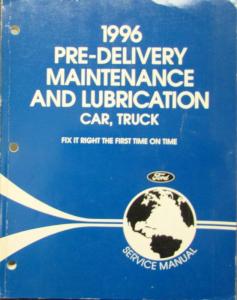 1996
PRE-DELIVERY
MAINTENANCE
AND LUBRICATION
CAR, TRUCK
FIX IT RIGHT THE FIRST TIME ON TIME
Ford
SERVICE MANUAL